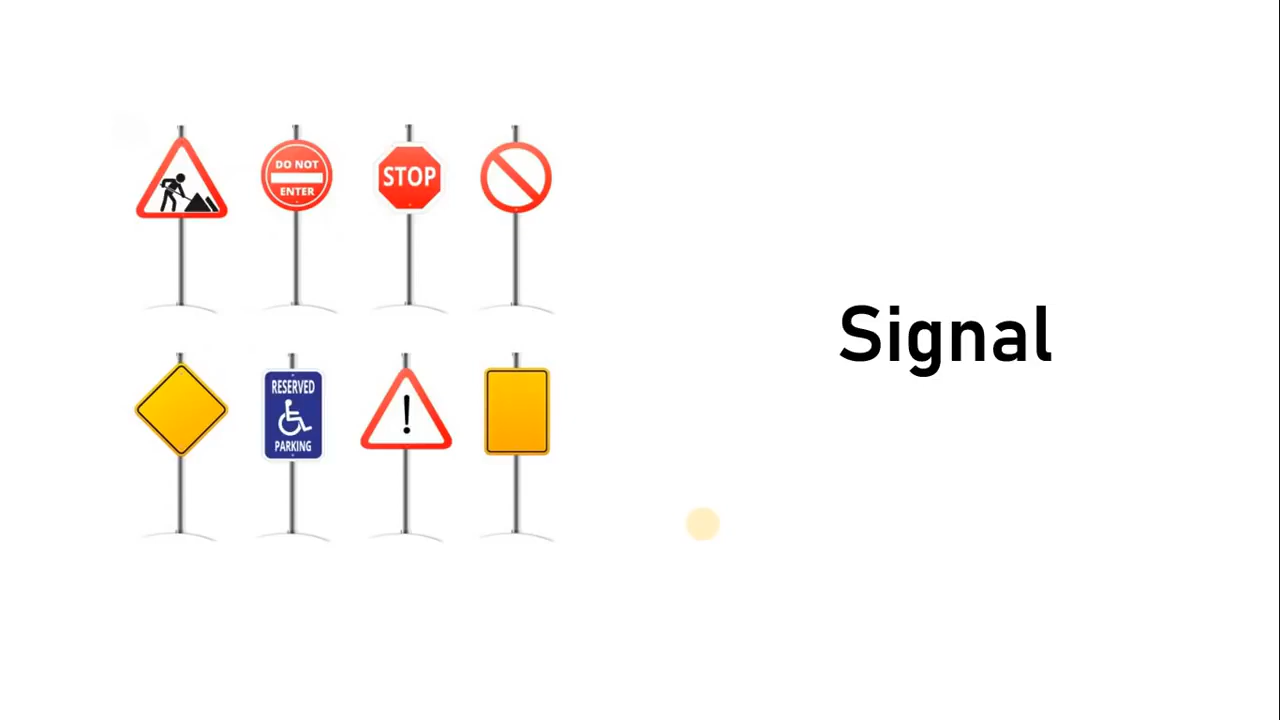 DO NOT
ENTER
STOP
Signal
RESERVED
PARKING
!